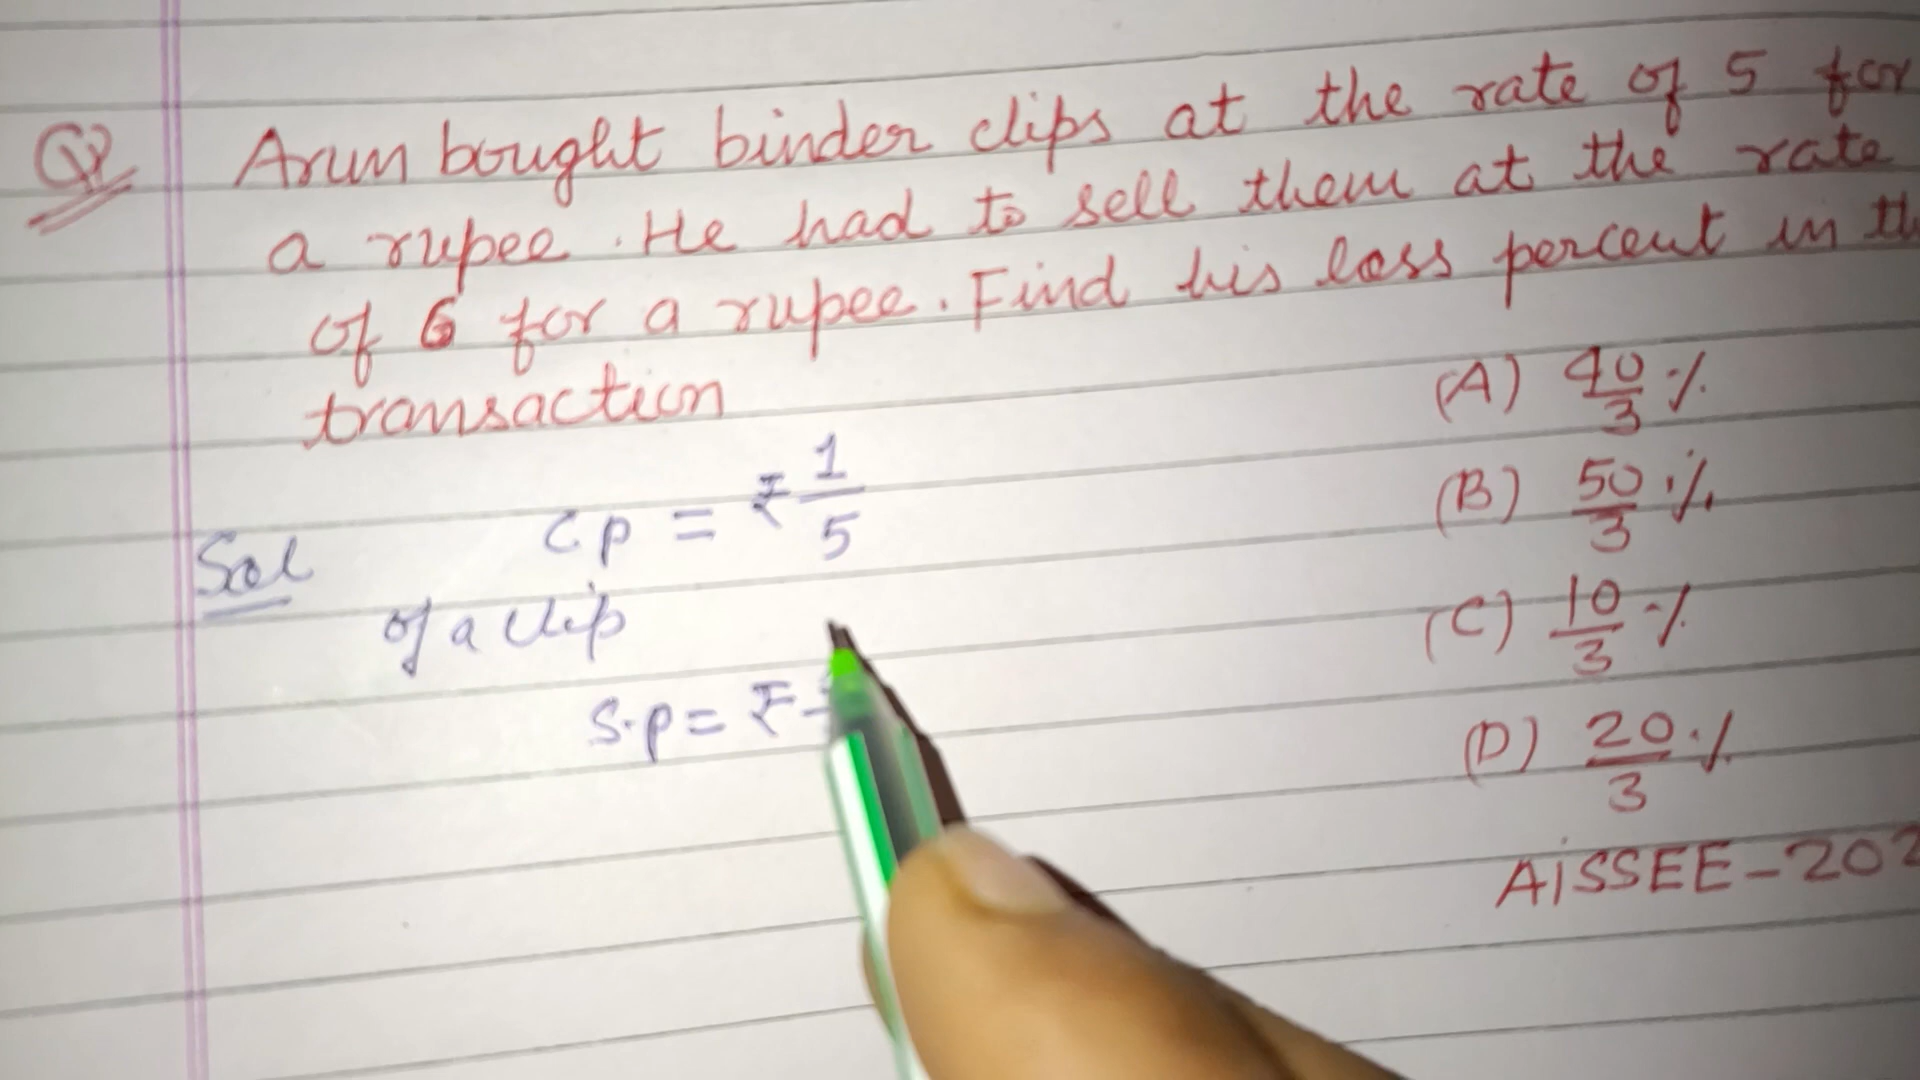 Q Arun bought binder clips at the rate of 5 for
a rupee. He had to sell them at the rate
of 6 for a rupee. Find his loss percent in th
transaction
(A) 40/3 %
(B) 50/3 %
(C) 10/3 %
(D) 20/3 %
AiSSEE-202
Sol C.P = ₹ 1/5
of a clip
S.P = ₹